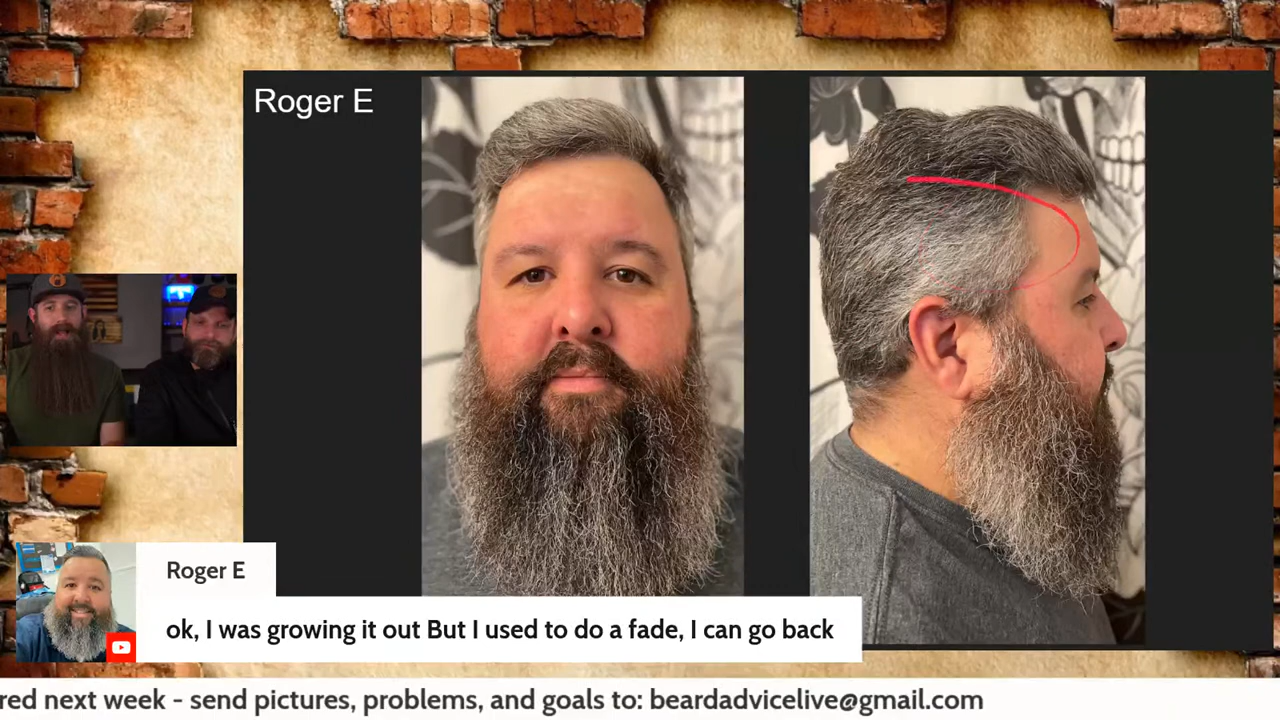 Roger E
Roger E
ok, I was growing it out But I used to do a fade, I can go back
red next week - send pictures, problems, and goals to: beardadvicelive@gmail.com